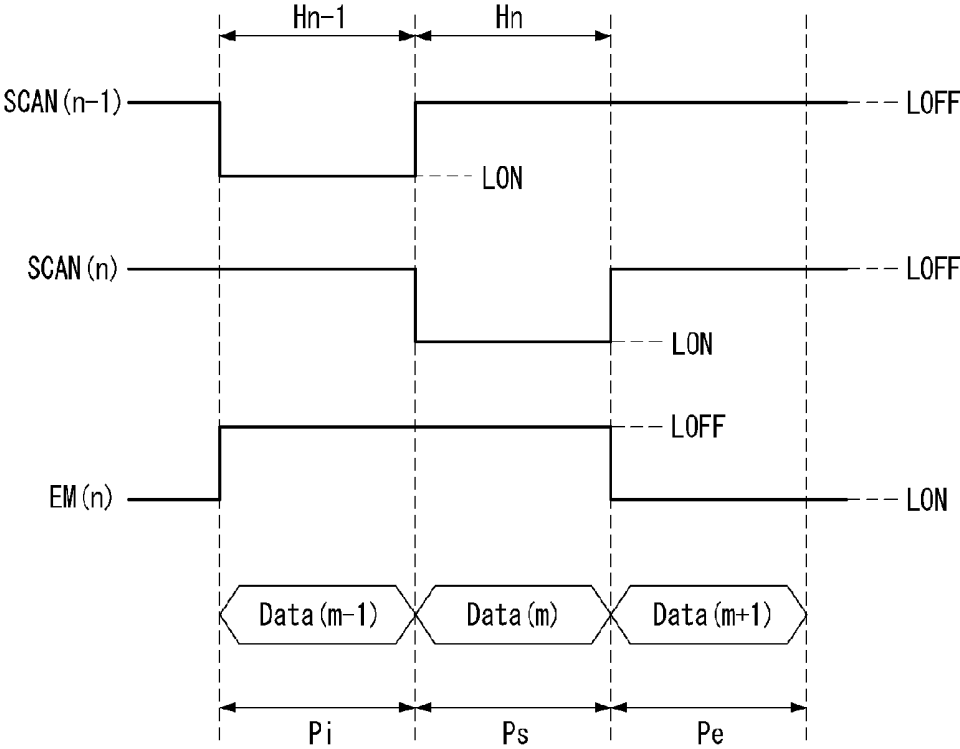 Hn-1 Hn
SCAN(n-1) LOFF
LON
SCAN(n) LOFF
LON
LOFF
EM(n) LON
Data(m-1) Data(m) Data(m+1)
Pi Ps Pe